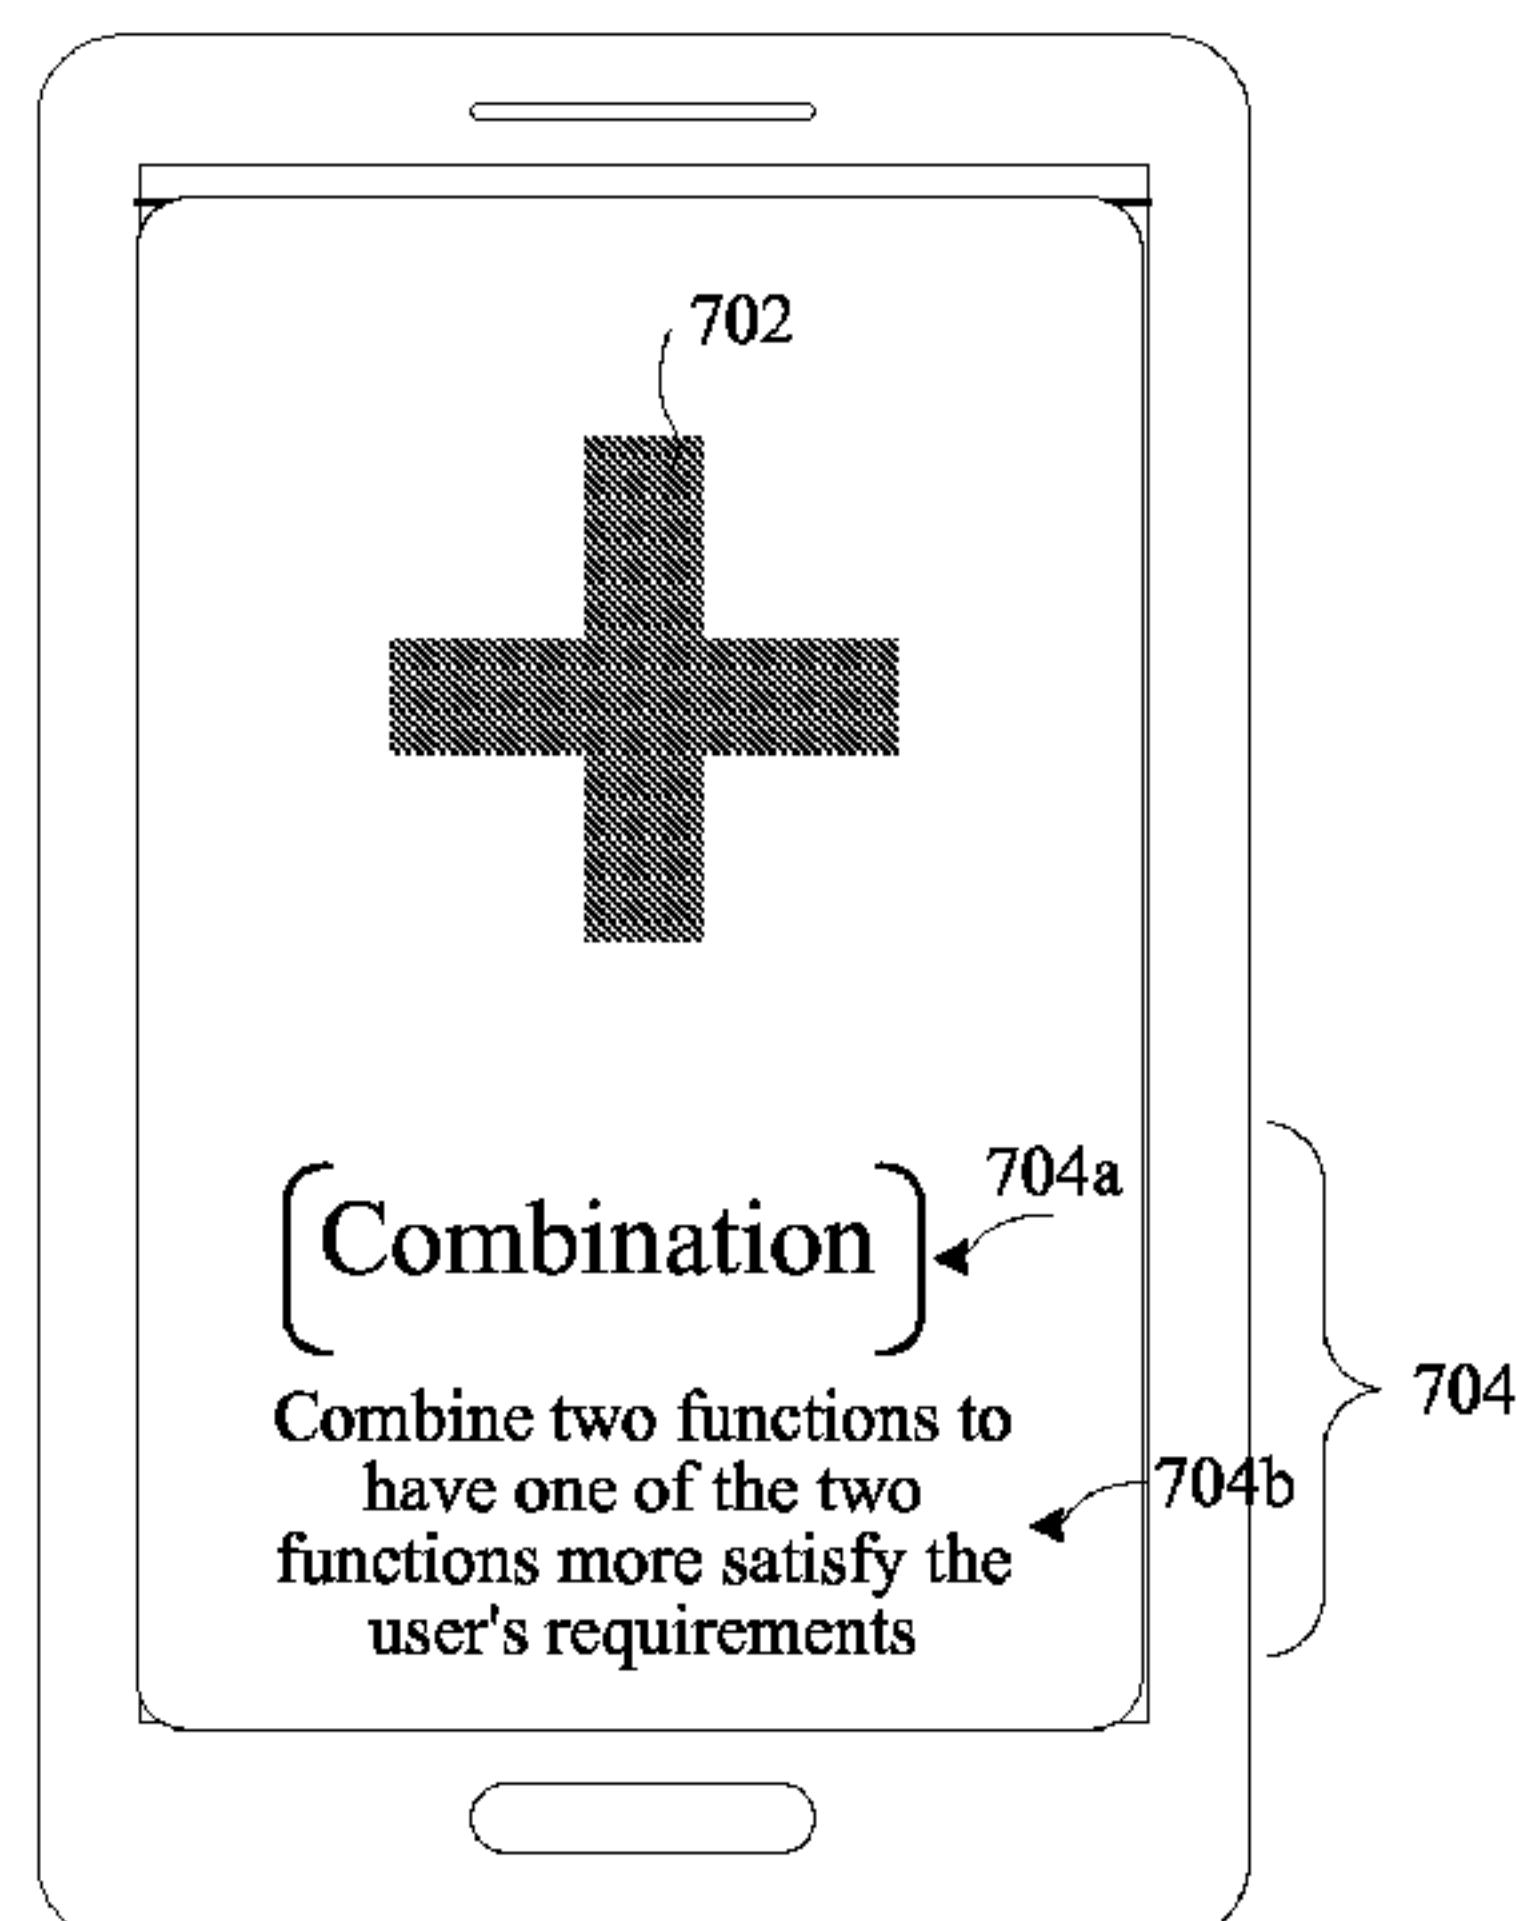 702
704a
Combination
704
Combine two functions to
have one of the two
704b
functions more satisfy the
user's requirements